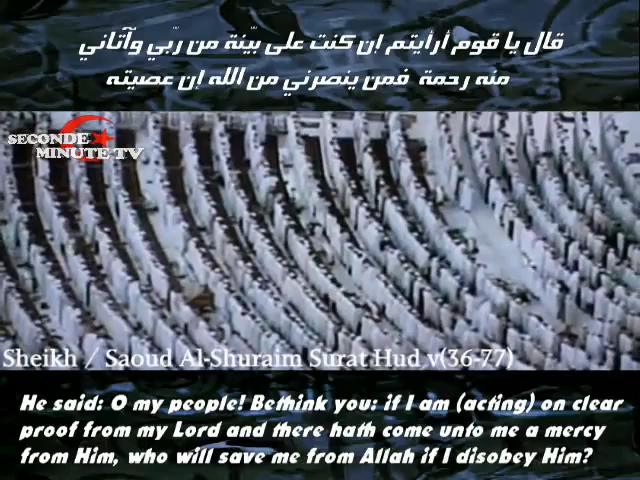 قال يا قوم أرأيتم إن كنت على بيّنة من ربّي وآتاني
منه رحمة فمن ينصرني من الله إن عصيته
SECONDE
MINUTE TV
Sheikh / Saoud Al-Shuraim Surat Hud v(36-77)
He said: O my people! Bethink you: if I am (acting) on clear
proof from my Lord and there hath come unto me a mercy
from Him, who will save me from Allah if I disobey Him?